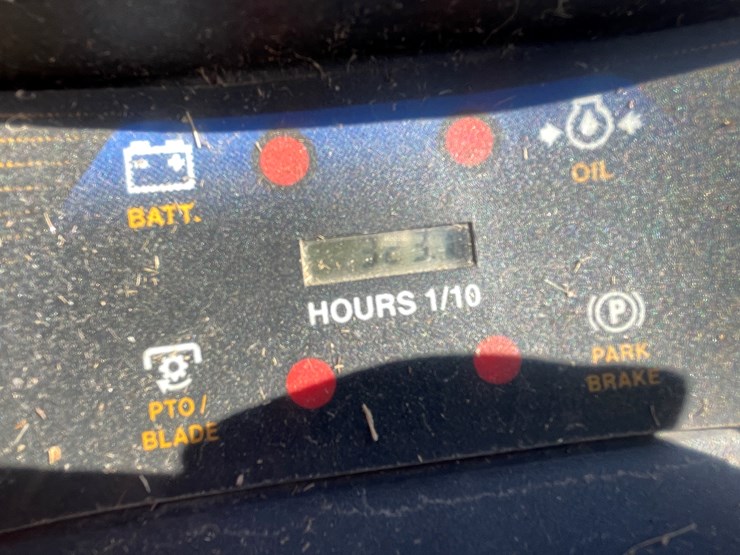 BATT.
OIL
HOURS 1/10
P
PARK
BRAKE
PTO/
BLADE